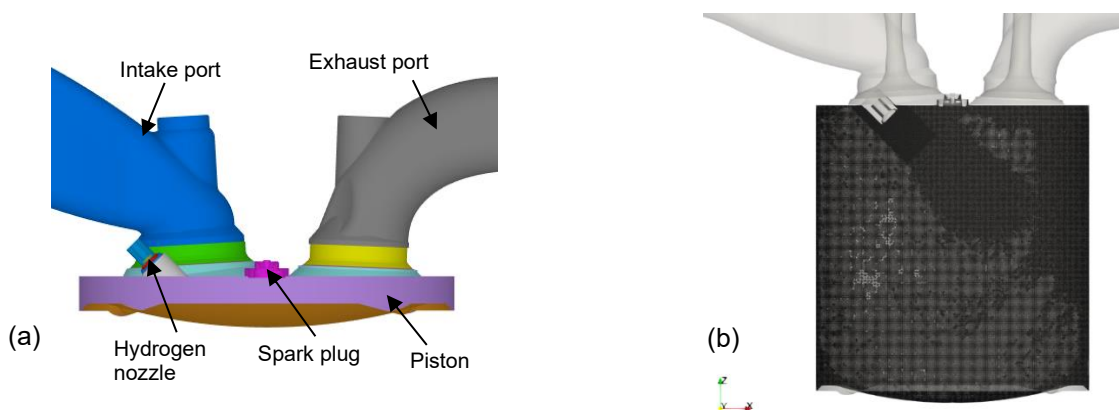 Intake port
Exhaust port
(a)
Hydrogen
nozzle
Spark plug
Piston
(b)
Z
Y
X